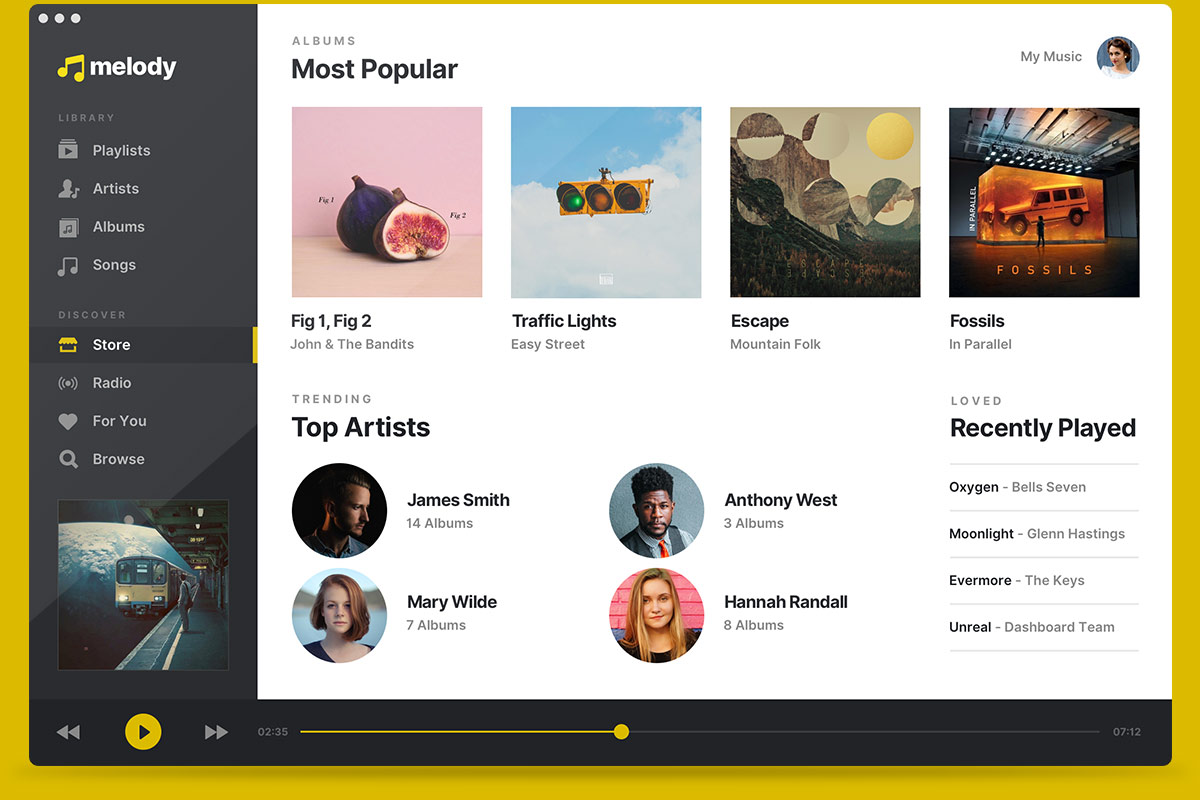 melody
LIBRARY
Playlists
Artists
Albums
Songs
DISCOVER
Store
Radio
For You
Browse
ALBUMS
Most Popular
My Music
Fig 1
Fig 2
ESCAPE
IN PARALLEL
FOSSILS
Fig 1, Fig 2
John & The Bandits
Traffic Lights
Easy Street
Escape
Mountain Folk
Fossils
In Parallel
TRENDING
Top Artists
James Smith
14 Albums
Anthony West
3 Albums
Mary Wilde
7 Albums
Hannah Randall
8 Albums
LOVED
Recently Played
Oxygen - Bells Seven
Moonlight - Glenn Hastings
Evermore - The Keys
Unreal - Dashboard Team
02:35
07:12